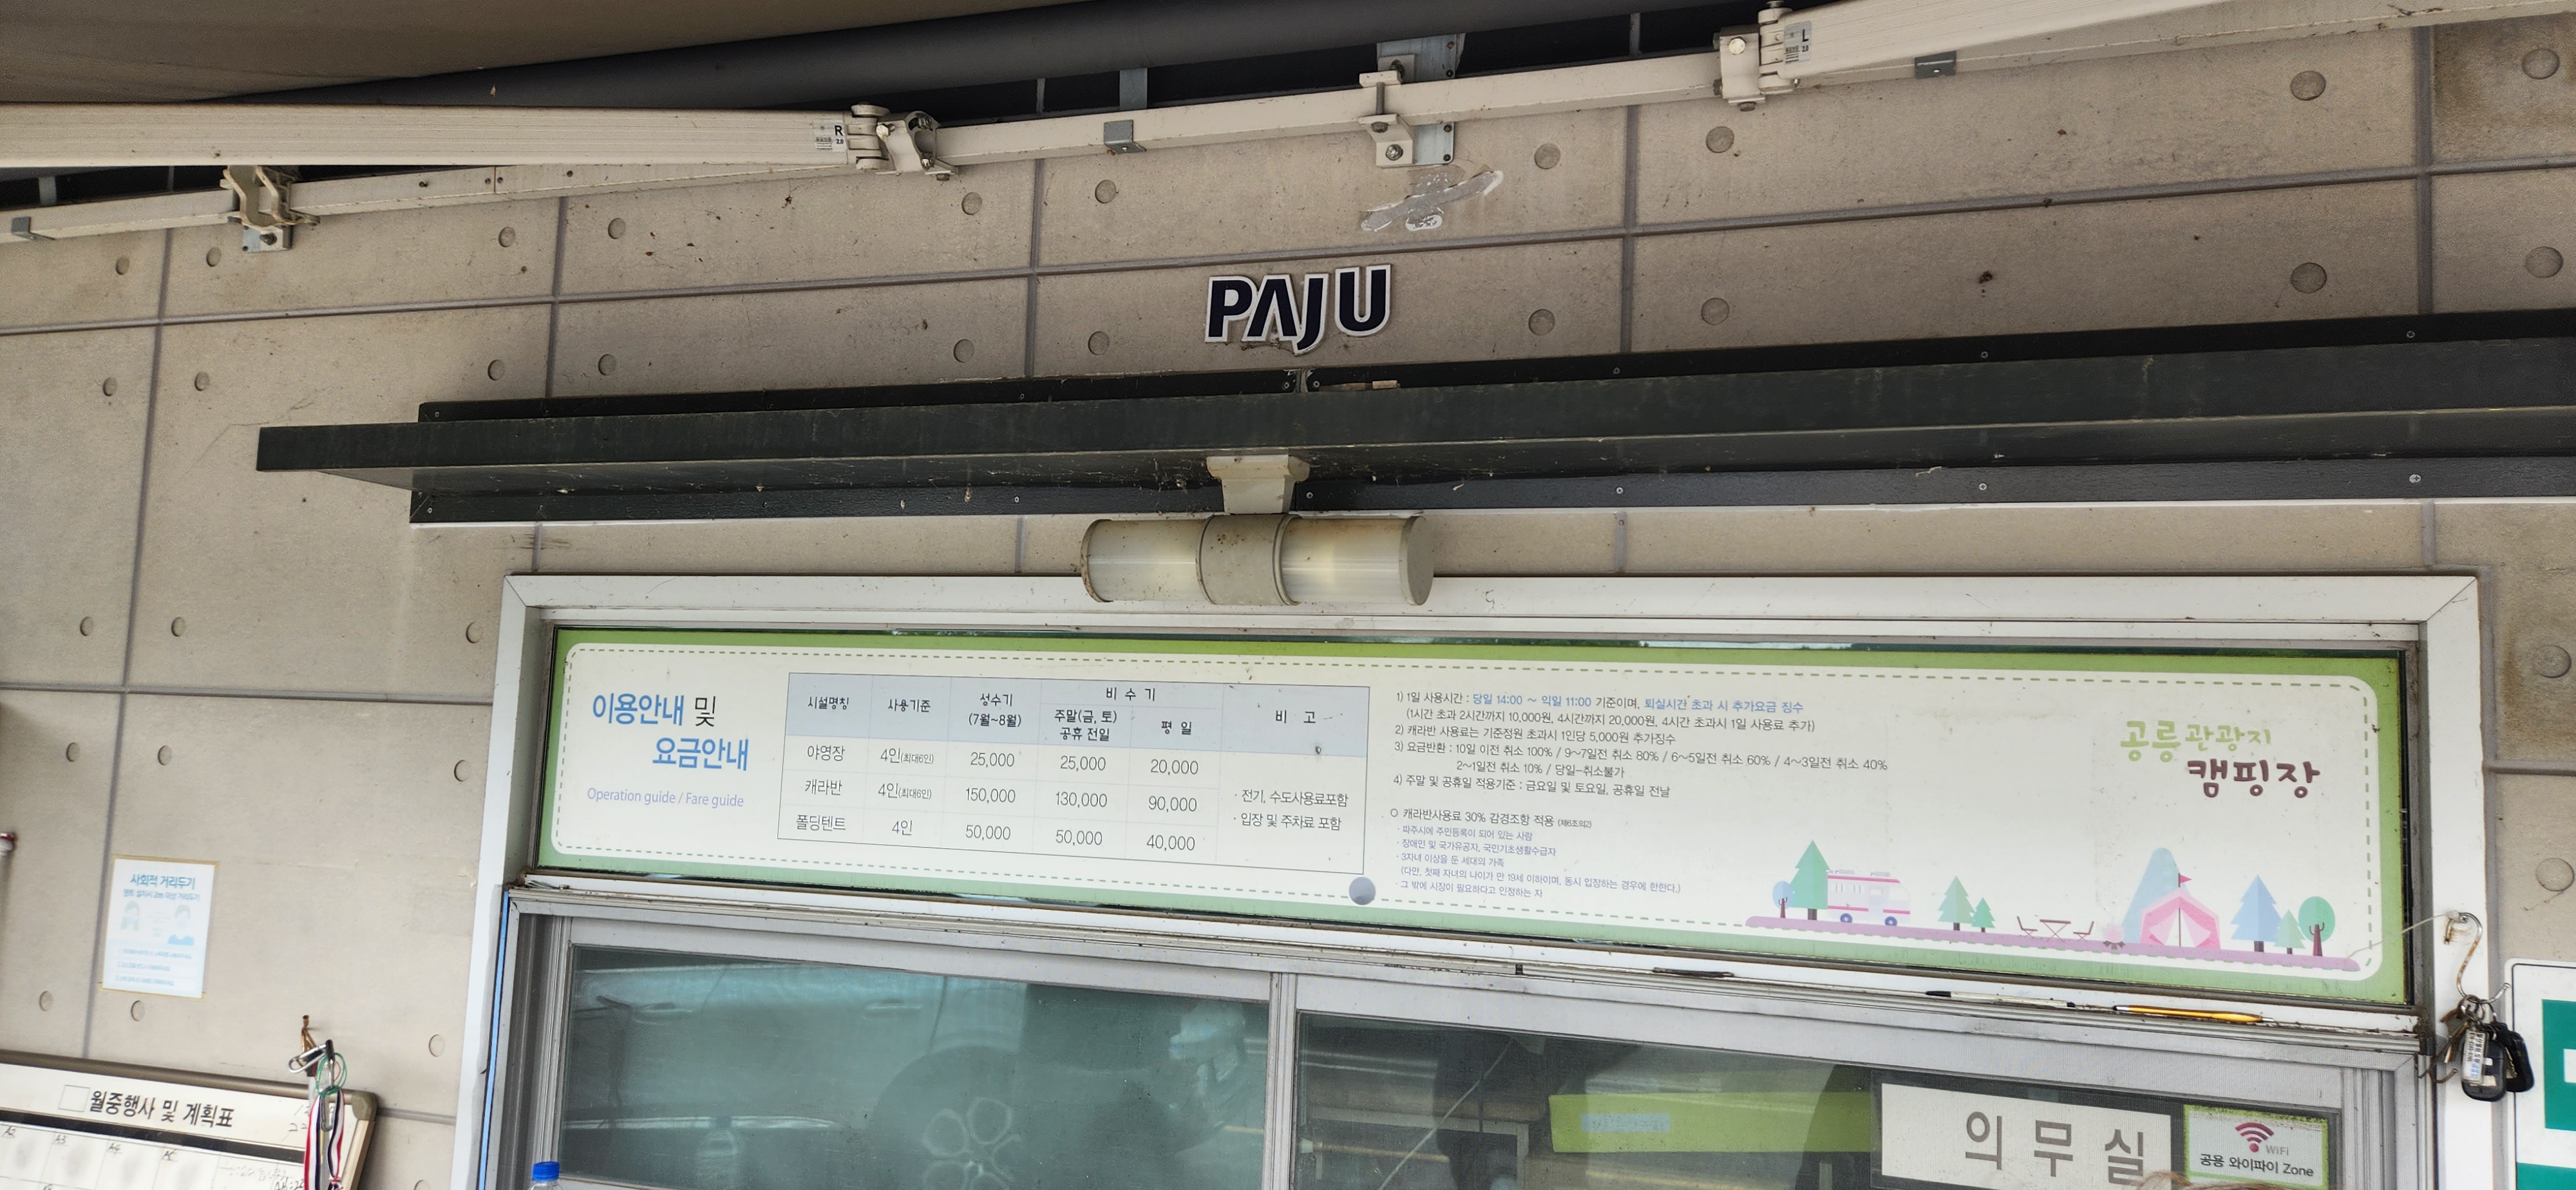 R
L
PAJU
이용안내 및
요금안내
Operation guide / Fare guide
시설명칭 사용기준 성수기 (7월~8월) 비 수 기 비 고
주말(금, 토) 공휴 전일 평 일
야영장 4인(최대6인) 25,000 25,000 20,000
캐라반 4인(최대6인) 150,000 130,000 90,000
폴딩텐트 4인 50,000 50,000 40,000
· 전기, 수도사용료포함
· 입장 및 주차료 포함
1) 1일 사용시간 : 당일 14:00 ~ 익일 11:00 기준이며, 퇴실시간 초과 시 추가요금 징수
(1시간 초과 2시간까지 10,000원, 4시간까지 20,000원, 4시간 초과시 1일 사용료 추가)
2) 캐라반 사용료는 기준정원 초과시 1인당 5,000원 추가징수
3) 요금반환 : 10일 이전 취소 100% / 9~7일전 취소 80% / 6~5일전 취소 60% / 4~3일전 취소 40%
2~1일전 취소 10% / 당일-취소불가
4) 주말 및 공휴일 적용기준 : 금요일 및 토요일, 공휴일 전날
○ 캐라반사용료 30% 감경조항 적용 (제6조의2)
· 파주시에 주민등록이 되어 있는 사람
· 장애인 및 국가유공자, 국민기초생활수급자
· 3자녀 이상을 둔 세대의 가족
(다만, 첫째 자녀의 나이가 만 19세 이하이며, 동시 입장하는 경우에 한한다.)
· 그 밖에 시장이 필요하다고 인정하는 자
공릉관광지
캠핑장
사회적 거리두기
월중행사 및 계획표
의무실
WiFi
공용 와이파이 Zone